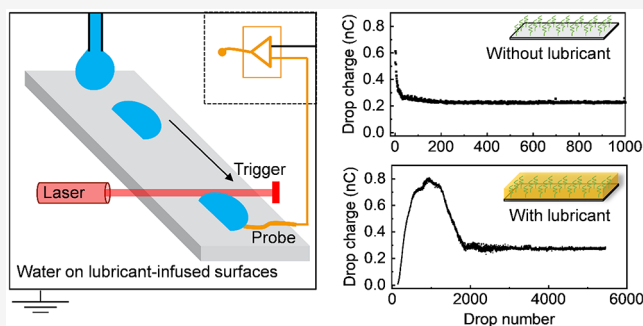 Laser
Trigger
Probe
Water on lubricant-infused surfaces
Drop charge (nC)
0.8
0.6
0.4
0.2
0.0
Without lubricant
0 200 400 600 800 1000
Drop charge (nC)
0.8
0.6
0.4
0.2
0.0
With lubricant
0 2000 4000 6000
Drop number